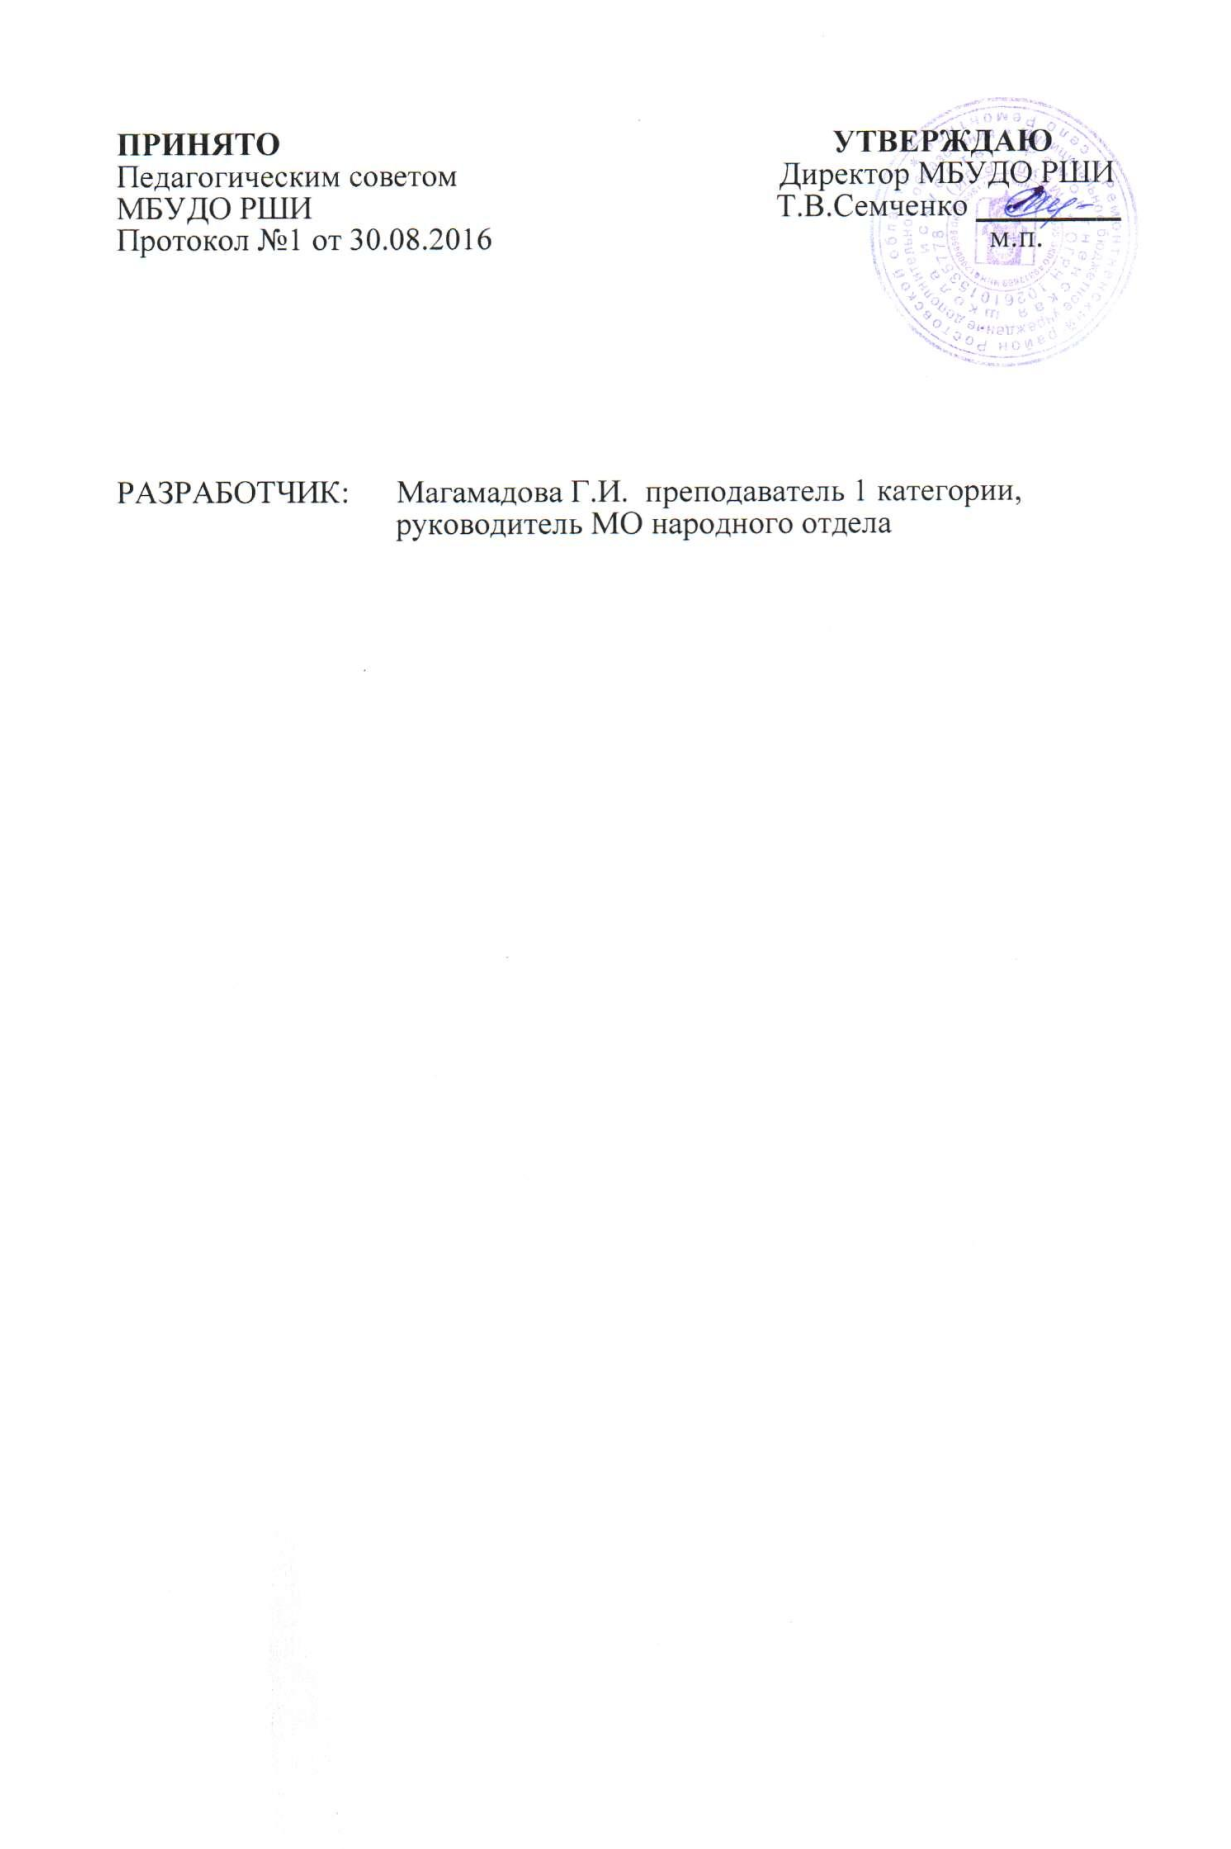 ПРИНЯТО
Педагогическим советом
МБУДО РШИ
Протокол №1 от 30.08.2016
УТВЕРЖДАЮ
Директор МБУДО РШИ
Т.В.Семченко
м.п.
РАЗРАБОТЧИК: Магамадова Г.И. преподаватель 1 категории,
руководитель МО народного отдела